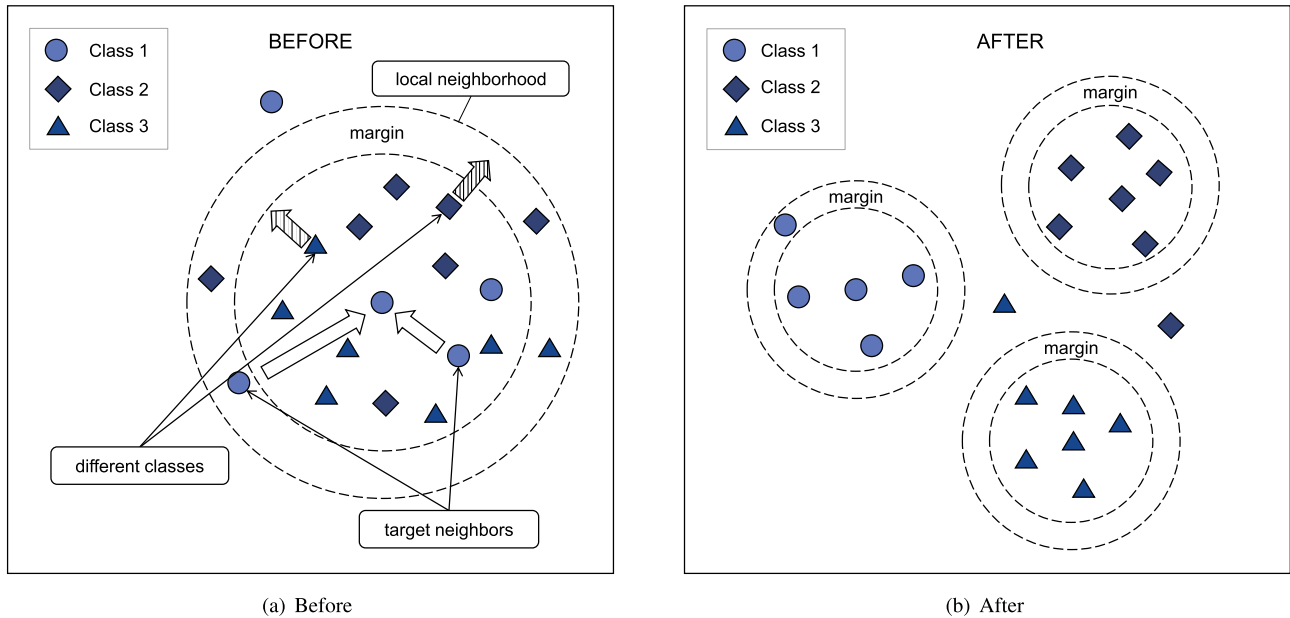 BEFORE
Class 1
Class 2
Class 3
local neighborhood
margin
different classes
target neighbors
(a) Before
AFTER
Class 1
Class 2
Class 3
margin
margin
margin
(b) After